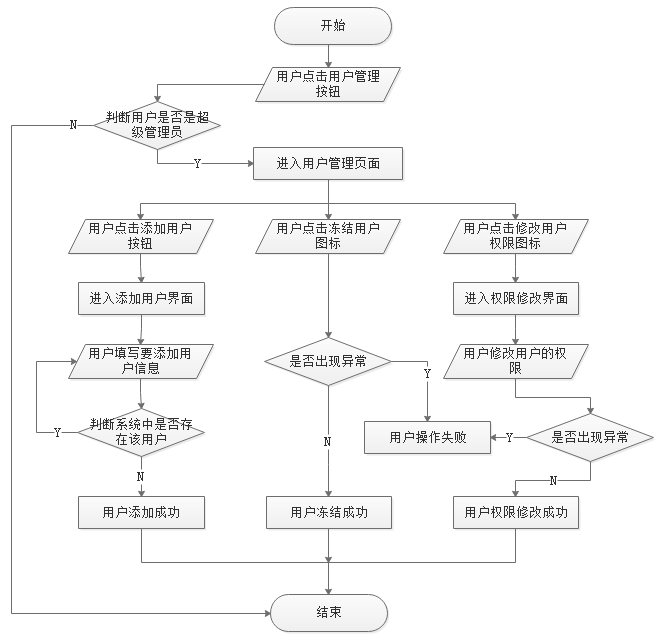 开始
用户点击用户管理
按钮
判断用户是否是超
级管理员
N
Y
进入用户管理页面
用户点击添加用户
按钮
用户点击冻结用户
图标
用户点击修改用户
权限图标
进入添加用户界面
进入权限修改界面
用户填写要添加用
户信息
是否出现异常
用户修改用户的权
限
Y
判断系统中是否存
在该用户
Y
N
用户操作失败
Y
是否出现异常
N
N
用户添加成功
用户冻结成功
用户权限修改成功
结束